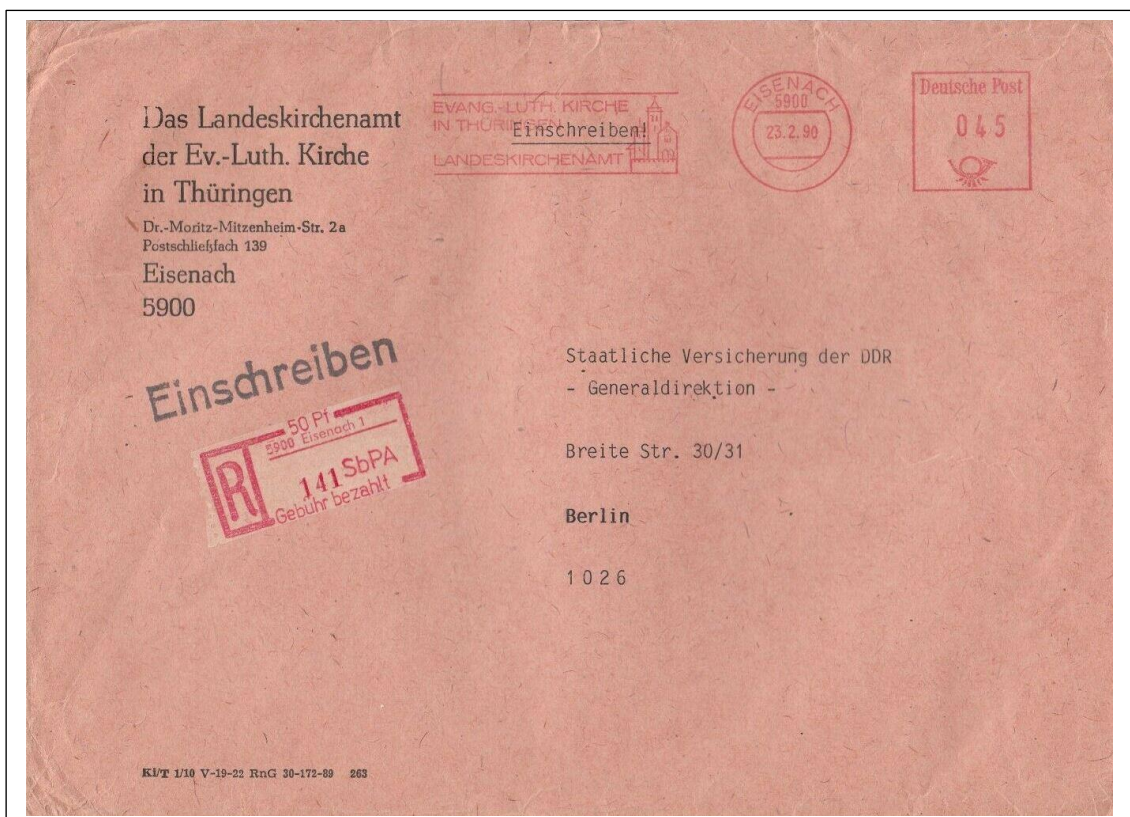 Das Landeskirchenamt
der Ev.-Luth. Kirche
in Thüringen
Dr.-Moritz-Mitzenheim-Str. 2a
Postschließfach 139
Eisenach
5900
EVANG.-LUTH. KIRCHE
IN THÜRINGEN
LANDESKIRCHENAMT
Einschreiben!
EISENACH
5900
23.2.90
Deutsche Post
045
Einschreiben
50 Pf
5900 Eisenach 1
R 141 SbPA
Gebühr bezahlt
Staatliche Versicherung der DDR
- Generaldirektion -
Breite Str. 30/31
Berlin
1026
Ki/T 1/10 V-19-22 RnG 30-172-89 263